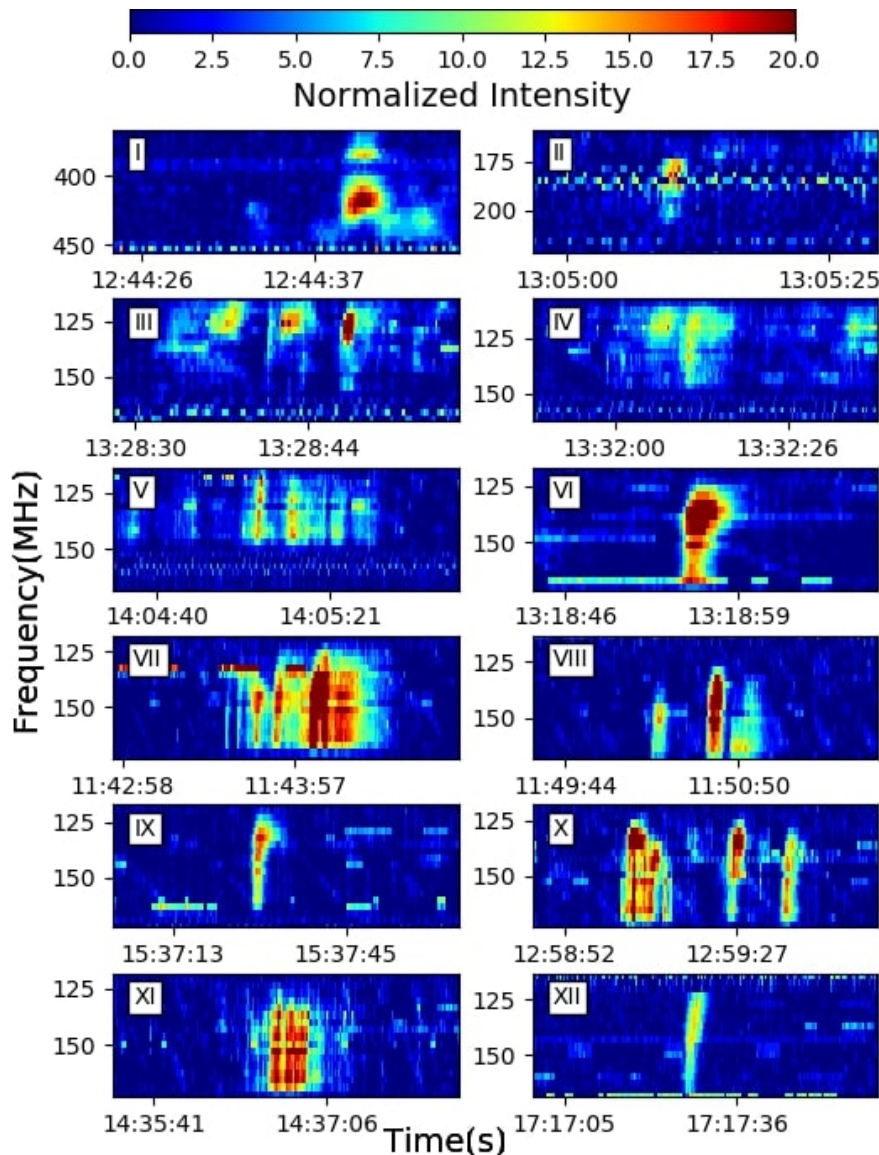 0.0 2.5 5.0 7.5 10.0 12.5 15.0 17.5 20.0
Normalized Intensity
I
400
450
12:44:26 12:44:37
II
175
200
13:05:00 13:05:25
III
125
150
13:28:30 13:28:44
IV
125
150
13:32:00 13:32:26
V
125
150
14:04:40 14:05:21
VI
125
150
13:18:46 13:18:59
VII
125
150
11:42:58 11:43:57
VIII
125
150
11:49:44 11:50:50
IX
125
150
15:37:13 15:37:45
X
125
150
12:58:52 12:59:27
XI
125
150
14:35:41 14:37:06
XII
125
150
17:17:05 17:17:36
Frequency(MHz)
Time(s)